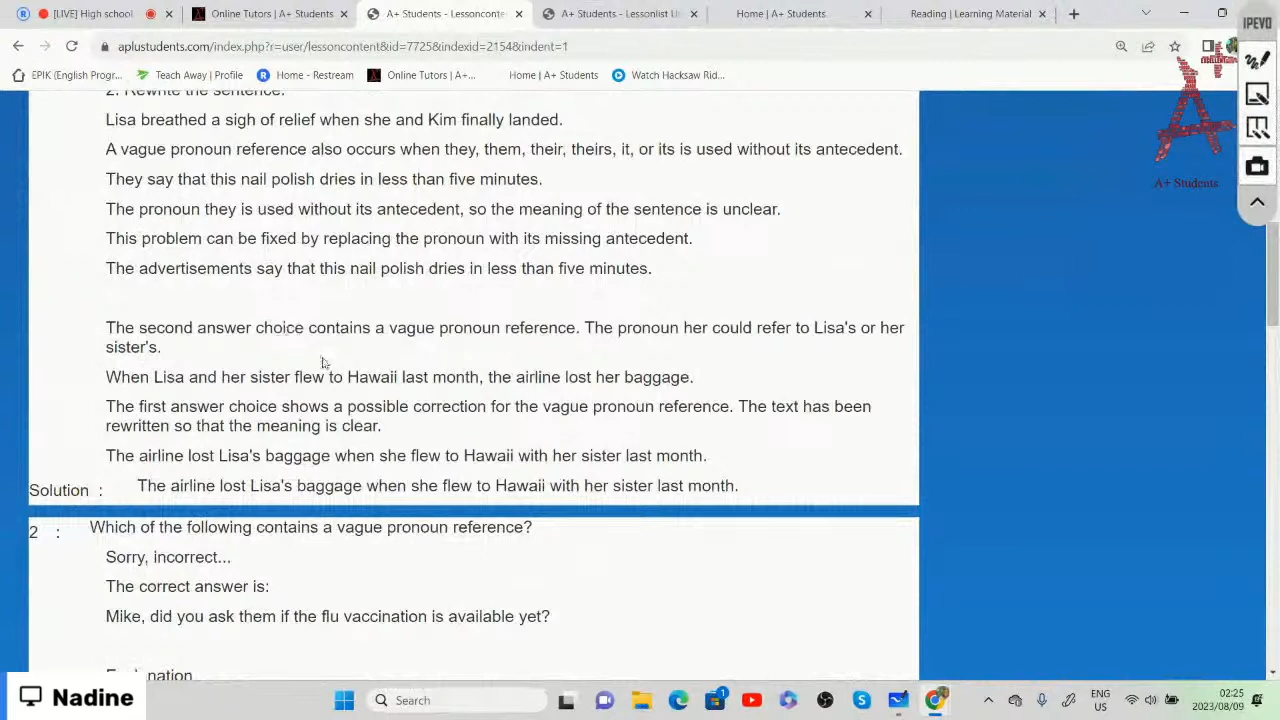 [LIVE] High school
Online Tutors | A+ Students
A+ Students - Lessonconte
A+ Students - Lessonlist Li
Home | A+ Students
Reading | Learning Material
IPEVO
aplustudents.com/index.php?r=user/lessoncontent&id=7725&indexid=2154&indent=1
EPIK (English Progr...
Teach Away | Profile
Home - Restream
Online Tutors | A+...
Home | A+ Students
Watch Hacksaw Rid...
2. Rewrite the sentence.
Lisa breathed a sigh of relief when she and Kim finally landed.
A vague pronoun reference also occurs when they, them, their, theirs, it, or its is used without its antecedent.
They say that this nail polish dries in less than five minutes.
A+ Students
The pronoun they is used without its antecedent, so the meaning of the sentence is unclear.
This problem can be fixed by replacing the pronoun with its missing antecedent.
The advertisements say that this nail polish dries in less than five minutes.
The second answer choice contains a vague pronoun reference. The pronoun her could refer to Lisa's or her
sister's.
When Lisa and her sister flew to Hawaii last month, the airline lost her baggage.
The first answer choice shows a possible correction for the vague pronoun reference. The text has been
rewritten so that the meaning is clear.
The airline lost Lisa's baggage when she flew to Hawaii with her sister last month.
Solution : The airline lost Lisa's baggage when she flew to Hawaii with her sister last month.
2 : Which of the following contains a vague pronoun reference?
Sorry, incorrect...
The correct answer is:
Mike, did you ask them if the flu vaccination is available yet?
Explanation
Nadine
Search
1
ENG
US
02:25
2023/08/09